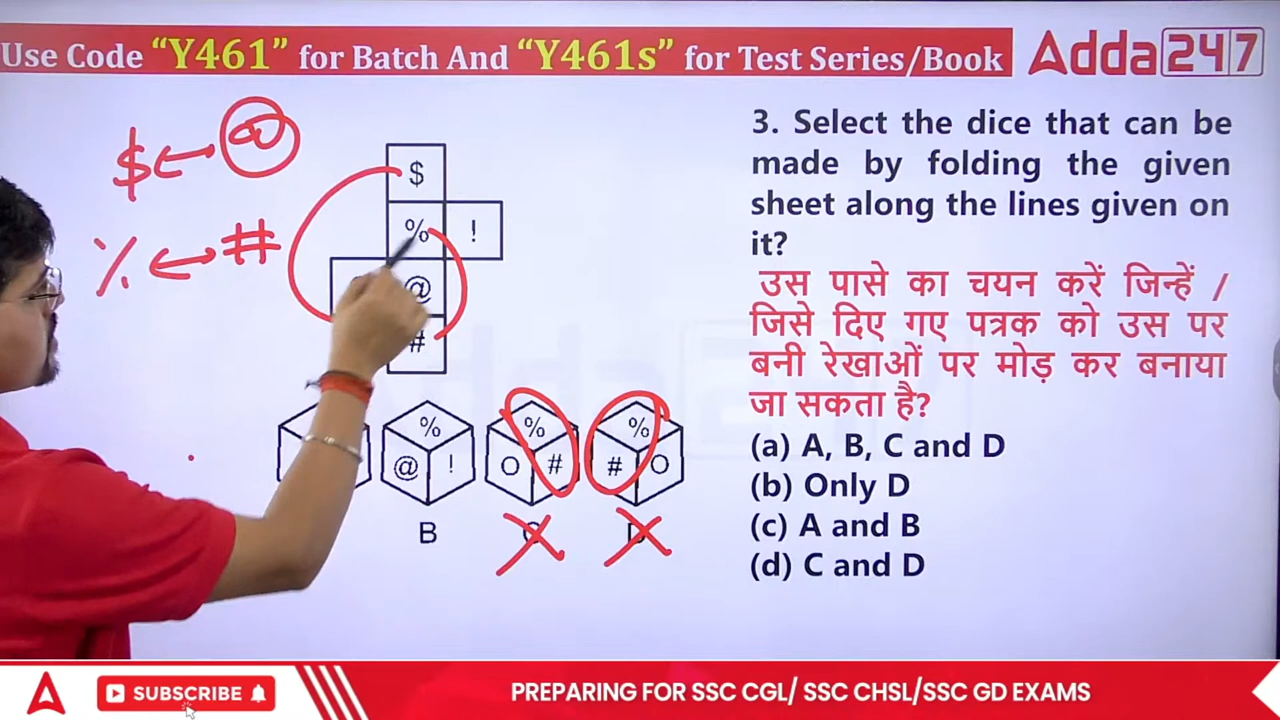 Use Code “Y461” for Batch And “Y461s” for Test Series/Book
Adda247
$ ↔ @
% ↔ #
$
% !
@
#
3. Select the dice that can be
made by folding the given
sheet along the lines given on
it?
उस पासे का चयन करें जिन्हें /
जिसे दिए गए पत्रक को उस पर
बनी रेखाओं पर मोड़ कर बनाया
जा सकता है?
(a) A, B, C and D
(b) Only D
(c) A and B
(d) C and D
% % %
@ ! O # # O
B C D
SUBSCRIBE
PREPARING FOR SSC CGL/ SSC CHSL/SSC GD EXAMS